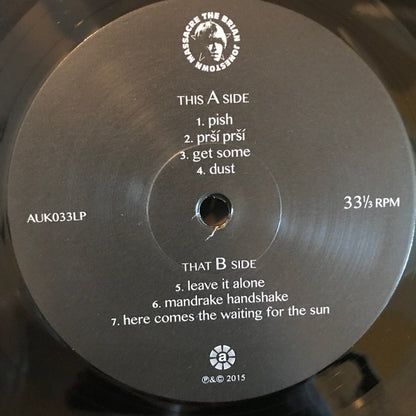 THE BRIAN JONESTOWN MASSACRE
THIS A SIDE
1. pish
2. prší prší
3. get some
4. dust
AUK033LP
33⅓ RPM
THAT B SIDE
5. leave it alone
6. mandrake handshake
7. here comes the waiting for the sun
a
℗&© 2015